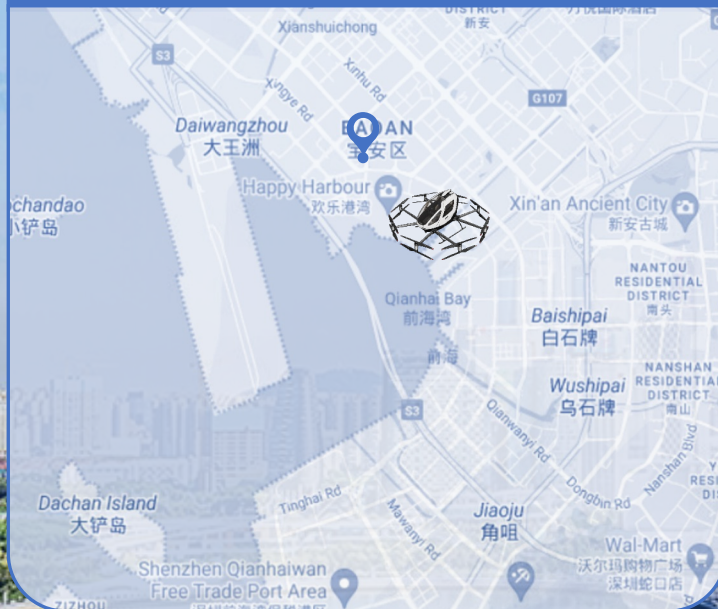 DISTRICT
新安
Xianshuichong
S3
Xinhu Rd
Xingye Rd
G107
Daiwangzhou
大王洲
BAOAN
宝安区
Happy Harbour
欢乐港湾
ochandao
小铲岛
Xin'an Ancient City
新安古城
NANTOU
RESIDENTIAL
DISTRICT
南头
Qianhai Bay
前海湾
前海
Baishipai
白石牌
Wushipai
乌石牌
NANSHAN
RESIDENTIAL
DISTRICT
南山
S3
Qianwanyi Rd
Nanshan Blvd
Dongbin Rd
Dachan Island
大铲岛
Tinghai Rd
Mawanyi Rd
Jiaoju
角咀
Wal-Mart
沃尔玛购物广场
深圳蛇口店
Shenzhen Qianhaiwan
Free Trade Port Area
ZIZHOU